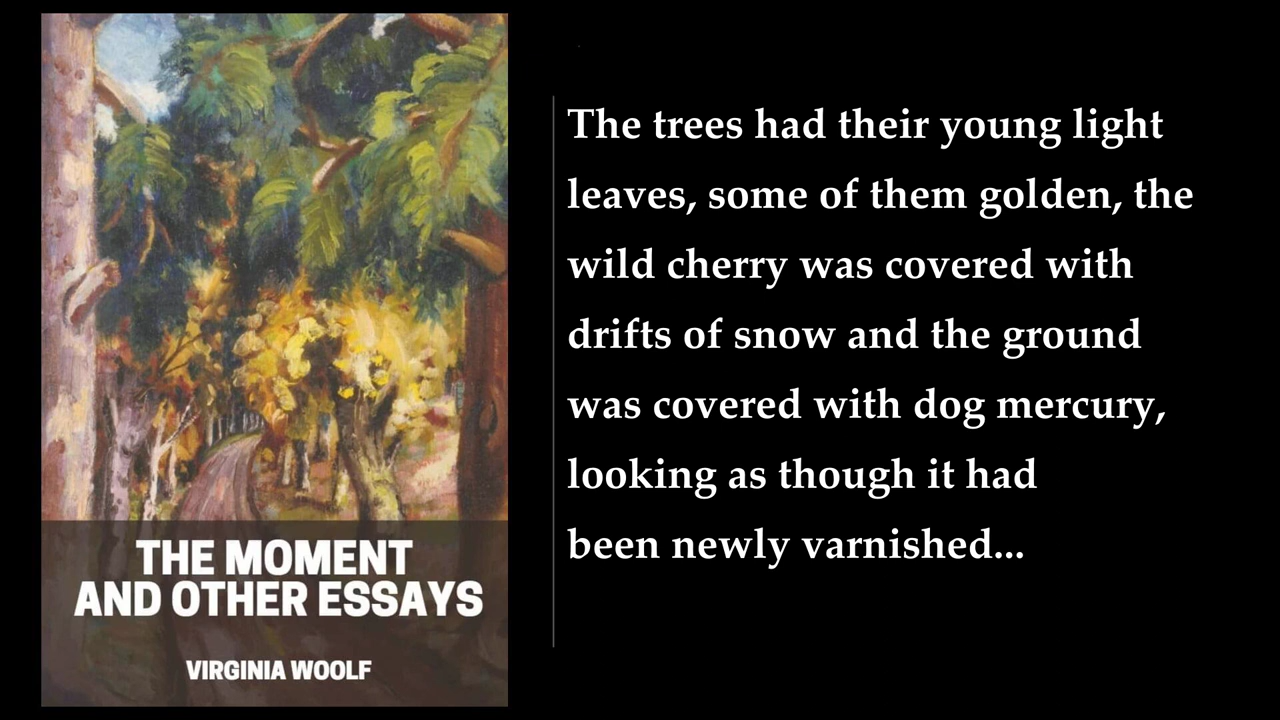 THE MOMENT
AND OTHER ESSAYS
VIRGINIA WOOLF
The trees had their young light
leaves, some of them golden, the
wild cherry was covered with
drifts of snow and the ground
was covered with dog mercury,
looking as though it had
been newly varnished...